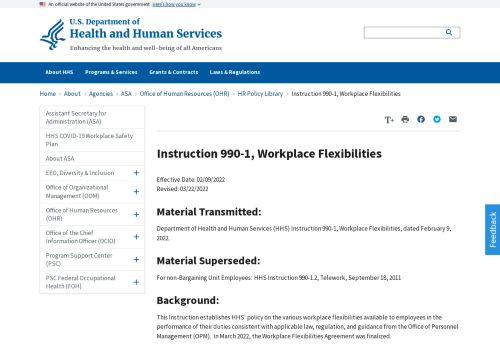 An official website of the United States government Here's how you know
U.S. Department of
Health and Human Services
Enhancing the health and well-being of all Americans
About HHS Programs & Services Grants & Contracts Laws & Regulations
Home › About › Agencies › ASA › Office of Human Resources (OHR) › HR Policy Library › Instruction 990-1, Workplace Flexibilities
Assistant Secretary for
Administration (ASA)
HHS COVID-19 Workplace Safety
Plan
About ASA
EEO, Diversity & Inclusion +
Office of Organizational
Management (OOM) +
Office of Human Resources
(OHR) +
Office of the Chief
Information Officer (OCIO) +
Program Support Center
(PSC) +
PSC Federal Occupational
Health (FOH) +
T+
Instruction 990-1, Workplace Flexibilities
Effective Date: 02/09/2022
Revised: 03/22/2022
Material Transmitted:
Department of Health and Human Services (HHS) Instruction 990-1, Workplace Flexibilities, dated February 9,
2022
Material Superseded:
For non-Bargaining Unit Employees: HHS Instruction 990-1.2, Telework, September 18, 2011
Background:
This Instruction establishes HHS' policy on the various workplace flexibilities available to employees in the
performance of their duties consistent with applicable law, regulation, and guidance from the Office of Personnel
Management (OPM). In March 2022, the Workplace Flexibilities Agreement was finalized.
Feedback